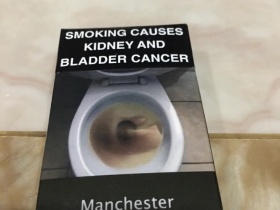 SMOKING CAUSES
KIDNEY AND
BLADDER CANCER
Manchester